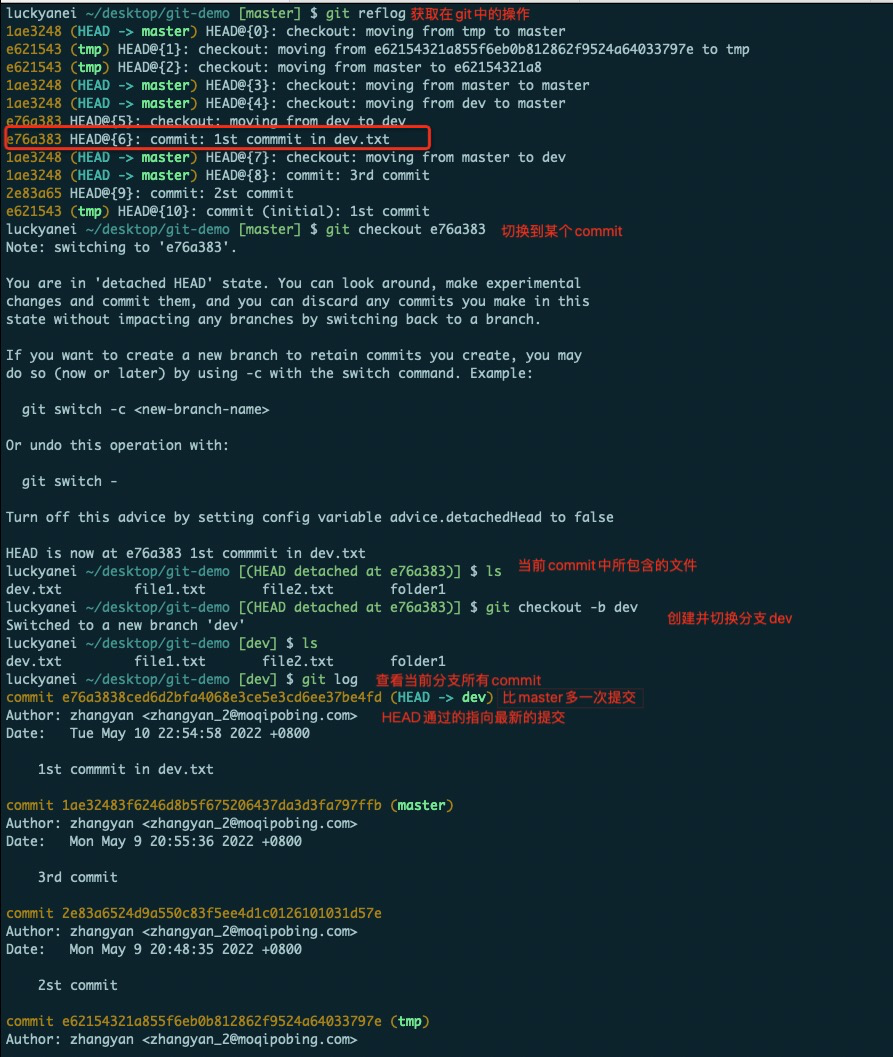 luckyanei ~/desktop/git-demo [master] $ git reflog 获取在git中的操作
1ae3248 (HEAD -> master) HEAD@{0}: checkout: moving from tmp to master
e621543 (tmp) HEAD@{1}: checkout: moving from e62154321a855f6eb0b812862f9524a64033797e to tmp
e621543 (tmp) HEAD@{2}: checkout: moving from master to e62154321a8
1ae3248 (HEAD -> master) HEAD@{3}: checkout: moving from master to master
1ae3248 (HEAD -> master) HEAD@{4}: checkout: moving from dev to master
e76a383 HEAD@{5}: checkout: moving from dev to dev
e76a383 HEAD@{6}: commit: 1st commmit in dev.txt
1ae3248 (HEAD -> master) HEAD@{7}: checkout: moving from master to dev
1ae3248 (HEAD -> master) HEAD@{8}: commit: 3rd commit
2e83a65 HEAD@{9}: commit: 2st commit
e621543 (tmp) HEAD@{10}: commit (initial): 1st commit
luckyanei ~/desktop/git-demo [master] $ git checkout e76a383 切换到某个commit
Note: switching to 'e76a383'.
You are in 'detached HEAD' state. You can look around, make experimental
changes and commit them, and you can discard any commits you make in this
state without impacting any branches by switching back to a branch.
If you want to create a new branch to retain commits you create, you may
do so (now or later) by using -c with the switch command. Example:
git switch -c <new-branch-name>
Or undo this operation with:
git switch -
Turn off this advice by setting config variable advice.detachedHead to false
HEAD is now at e76a383 1st commmit in dev.txt
luckyanei ~/desktop/git-demo [(HEAD detached at e76a383)] $ ls 当前commit中所包含的文件
dev.txt file1.txt file2.txt folder1
luckyanei ~/desktop/git-demo [(HEAD detached at e76a383)] $ git checkout -b dev 创建并切换分支dev
Switched to a new branch 'dev'
luckyanei ~/desktop/git-demo [dev] $ ls
dev.txt file1.txt file2.txt folder1
luckyanei ~/desktop/git-demo [dev] $ git log 查看当前分支所有commit
commit e76a3838ced6d2bfa4068e3ce5e3cd6ee37be4fd (HEAD -> dev) 比master多一次提交
Author: zhangyan <zhangyan_2@moqipobing.com> HEAD通过的指向最新的提交
Date: Tue May 10 22:54:58 2022 +0800
1st commmit in dev.txt
commit 1ae32483f6246d8b5f675206437da3d3fa797ffb (master)
Author: zhangyan <zhangyan_2@moqipobing.com>
Date: Mon May 9 20:55:36 2022 +0800
3rd commit
commit 2e83a6524d9a550c83f5ee4d1c0126101031d57e
Author: zhangyan <zhangyan_2@moqipobing.com>
Date: Mon May 9 20:48:35 2022 +0800
2st commit
commit e62154321a855f6eb0b812862f9524a64033797e (tmp)
Author: zhangyan <zhangyan_2@moqipobing.com>